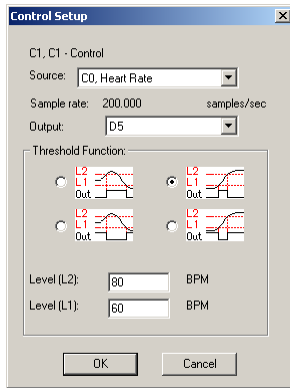 Control Setup
C1, C1 - Control
Source: C0, Heart Rate
Sample rate: 200.000 samples/sec
Output: D5
Threshold Function:
L2 L2
L1 L1
Out Out
L2 L2
L1 L1
Out Out
Level (L2): 80 BPM
Level (L1): 60 BPM
OK Cancel